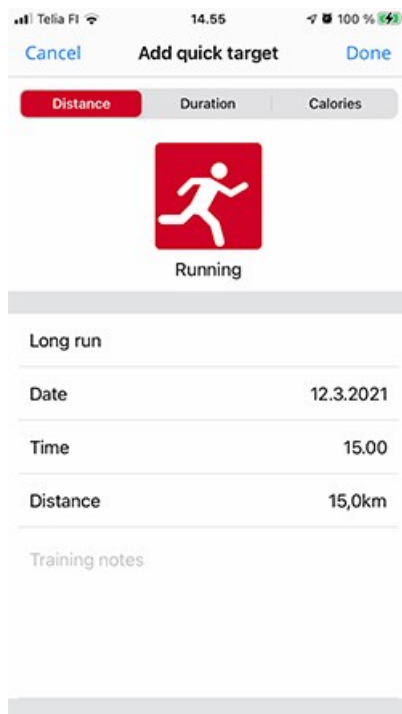 Telia FI 14.55 100 %
Cancel Add quick target Done
Distance Duration Calories
Running
Long run
Date 12.3.2021
Time 15.00
Distance 15,0km
Training notes